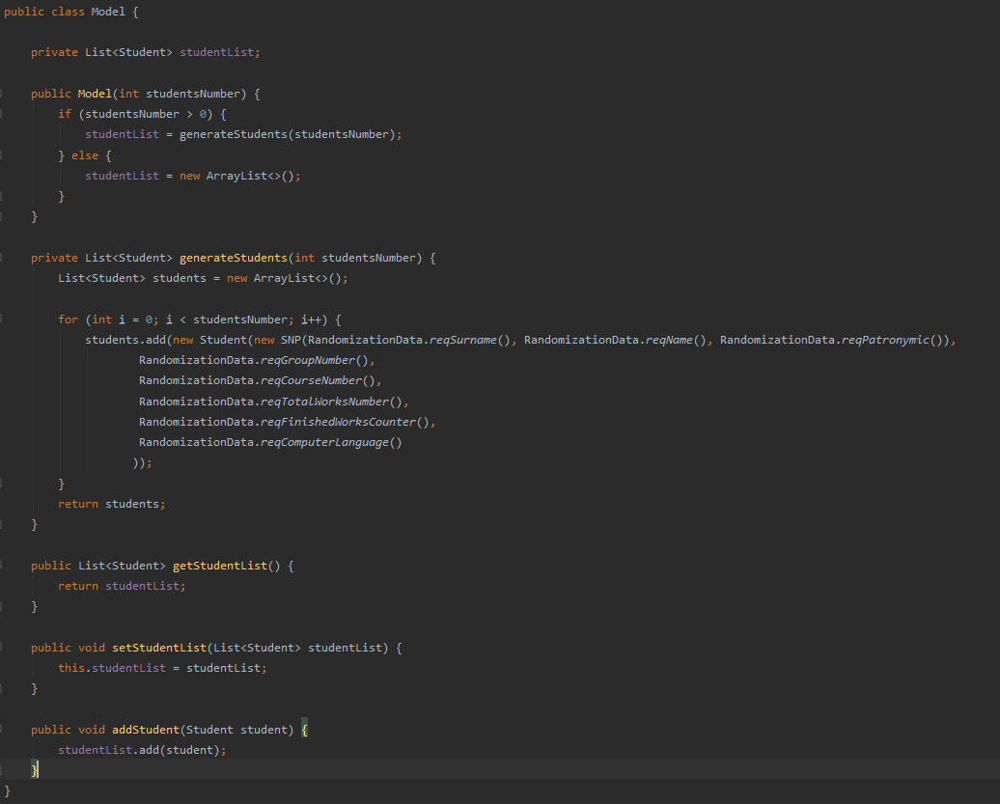 public class Model {
private List<Student> studentList;
public Model(int studentsNumber) {
if (studentsNumber > 0) {
studentList = generateStudents(studentsNumber);
} else {
studentList = new ArrayList<>();
}
}
private List<Student> generateStudents(int studentsNumber) {
List<Student> students = new ArrayList<>();
for (int i = 0; i < studentsNumber; i++) {
students.add(new Student(new SNP(RandomizationData.reqSurname(), RandomizationData.reqName(), RandomizationData.reqPatronymic()),
RandomizationData.reqGroupNumber(),
RandomizationData.reqCourseNumber(),
RandomizationData.reqTotalWorksNumber(),
RandomizationData.reqFinishedWorksCounter(),
RandomizationData.reqComputerLanguage()
));
}
return students;
}
public List<Student> getStudentList() {
return studentList;
}
public void setStudentList(List<Student> studentList) {
this.studentList = studentList;
}
public void addStudent(Student student) {
studentList.add(student);
}
}